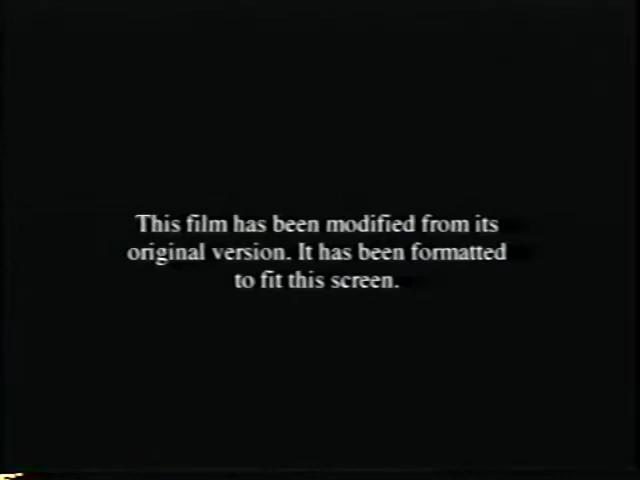 This film has been modified from its
original version. It has been formatted
to fit this screen.